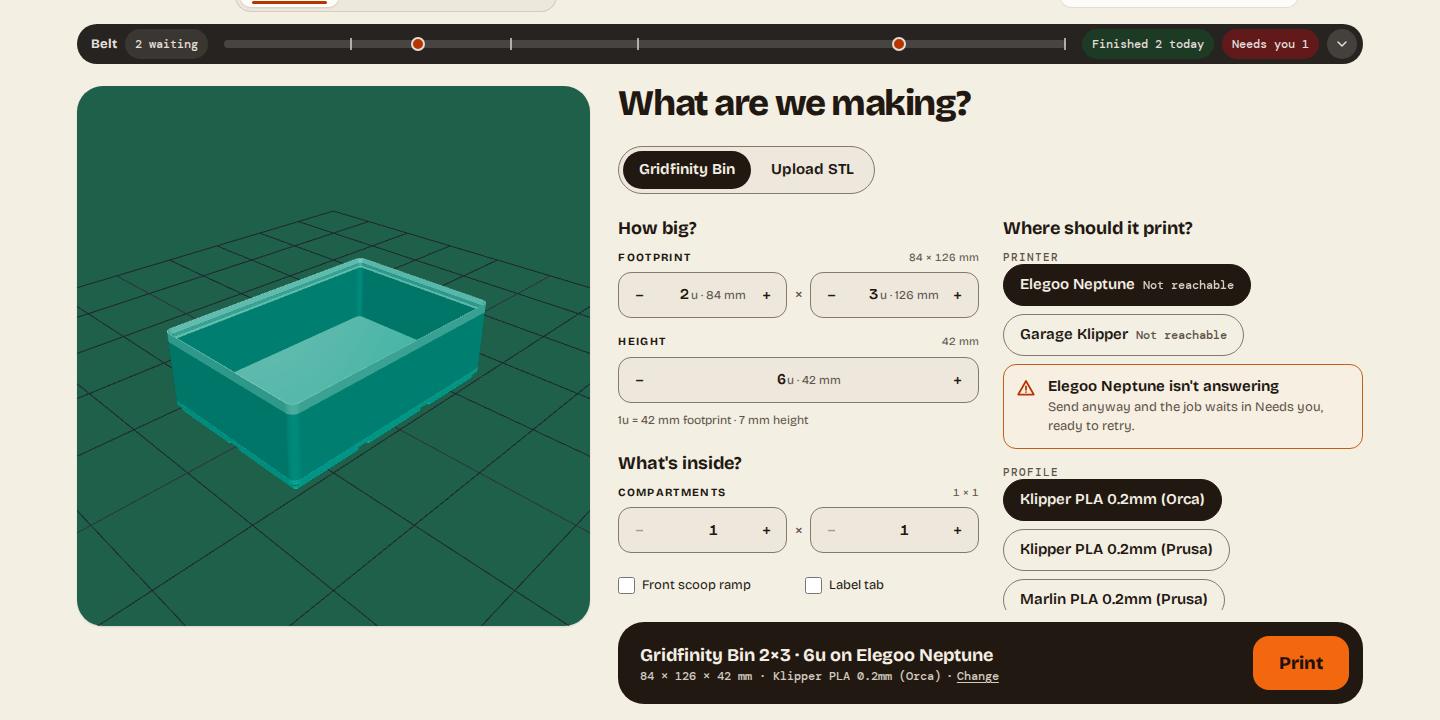 Belt 2 waiting Finished 2 today Needs you 1
What are we making?
Gridfinity Bin Upload STL
How big?
FOOTPRINT 84 × 126 mm
− 2 u · 84 mm + × − 3 u · 126 mm +
HEIGHT 42 mm
− 6 u · 42 mm +
1u = 42 mm footprint · 7 mm height
What's inside?
COMPARTMENTS 1 × 1
− 1 + × − 1 +
Front scoop ramp Label tab
Where should it print?
PRINTER
Elegoo Neptune Not reachable
Garage Klipper Not reachable
Elegoo Neptune isn't answering
Send anyway and the job waits in Needs you,
ready to retry.
PROFILE
Klipper PLA 0.2mm (Orca)
Klipper PLA 0.2mm (Prusa)
Marlin PLA 0.2mm (Prusa)
Gridfinity Bin 2×3 · 6u on Elegoo Neptune
84 × 126 × 42 mm · Klipper PLA 0.2mm (Orca) · Change
Print